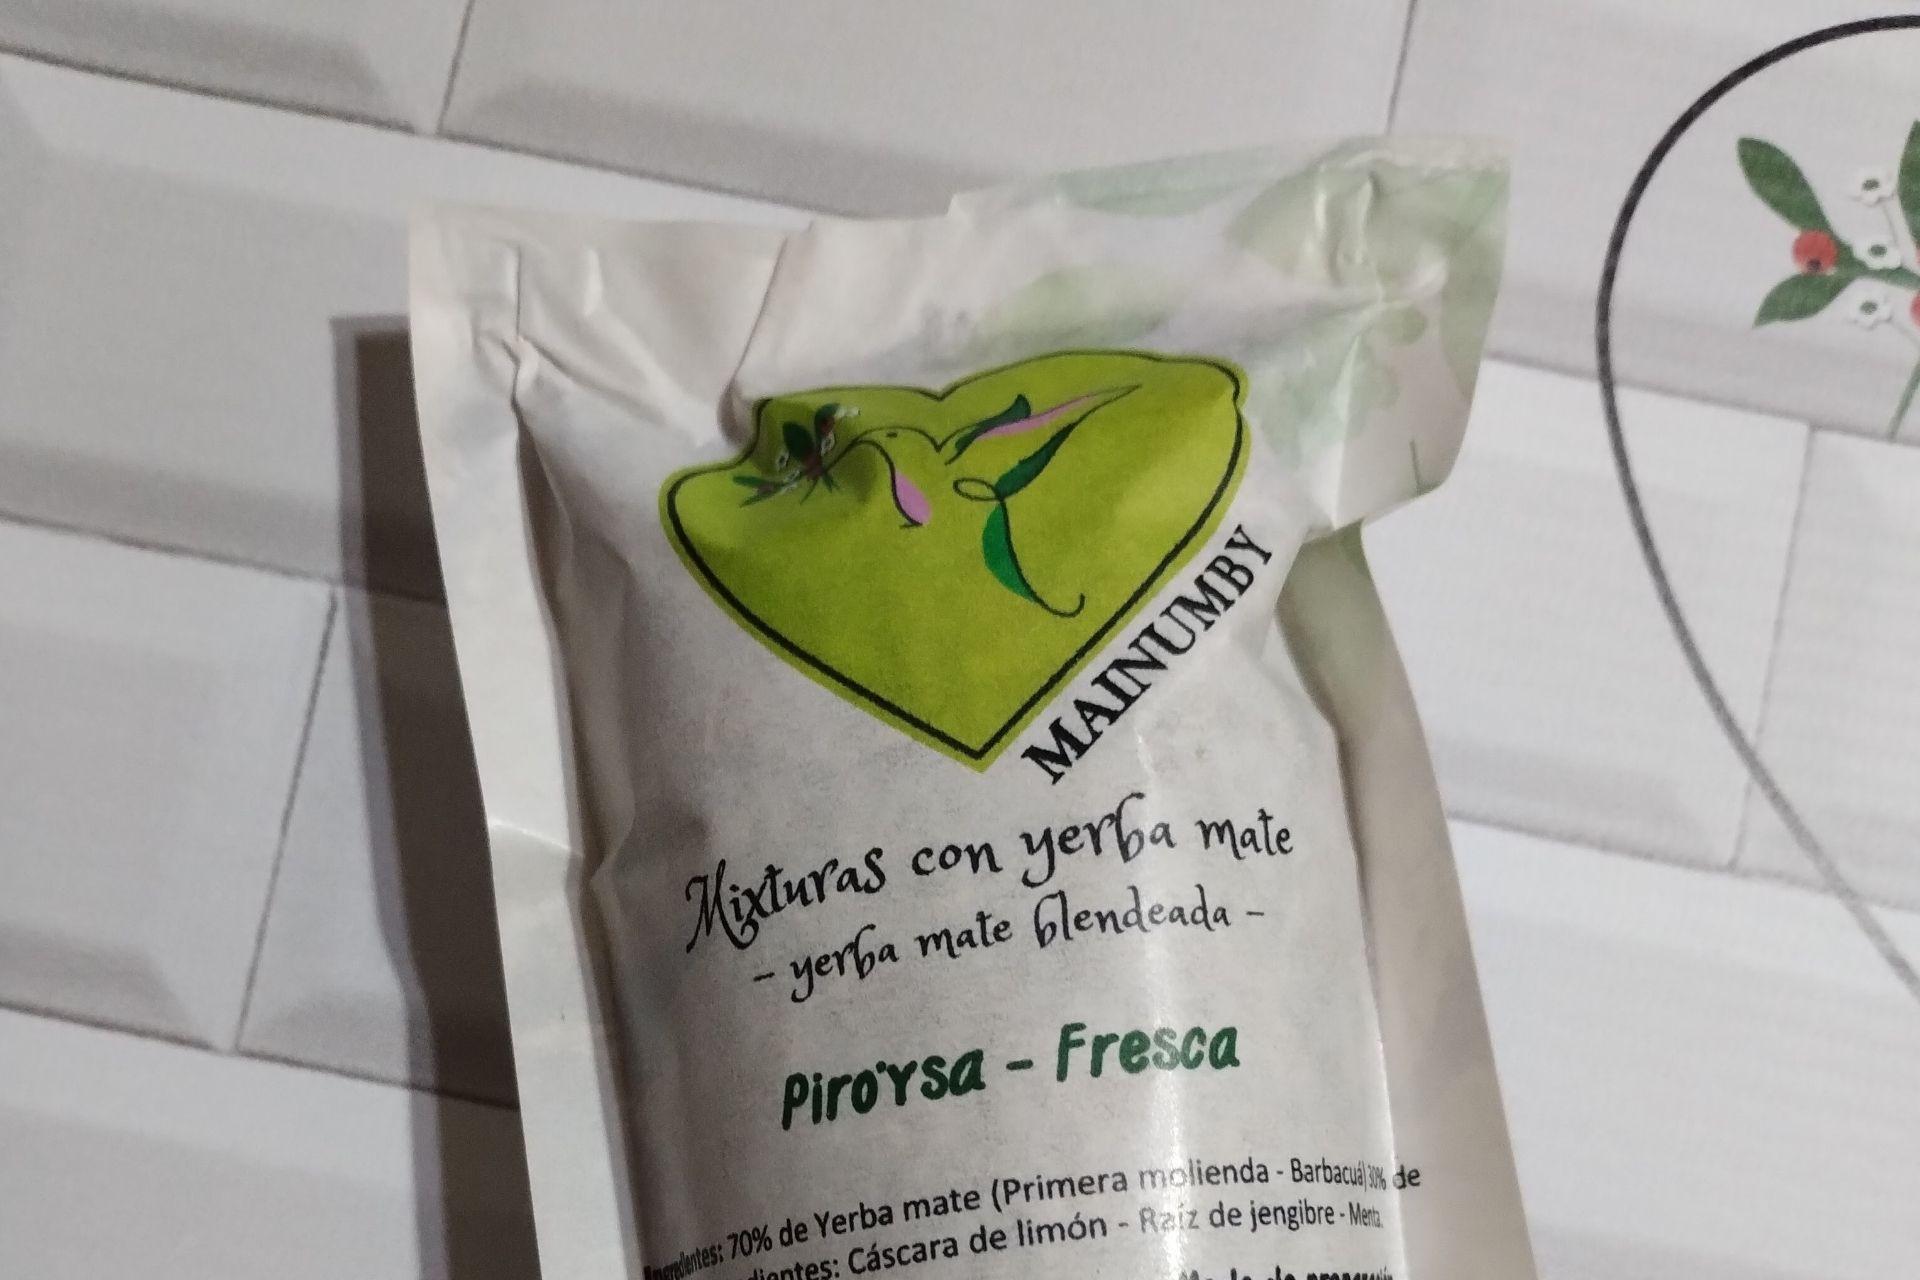 MAINUMBY
Mixturas con yerba mate
- yerba mate blendeada -
Piro'ysa - Fresca
Ingredientes: 70% de Yerba mate (Primera molienda - Barbacuá) 30% de
Cáscara de limón - Raíz de jengibre - Menta.